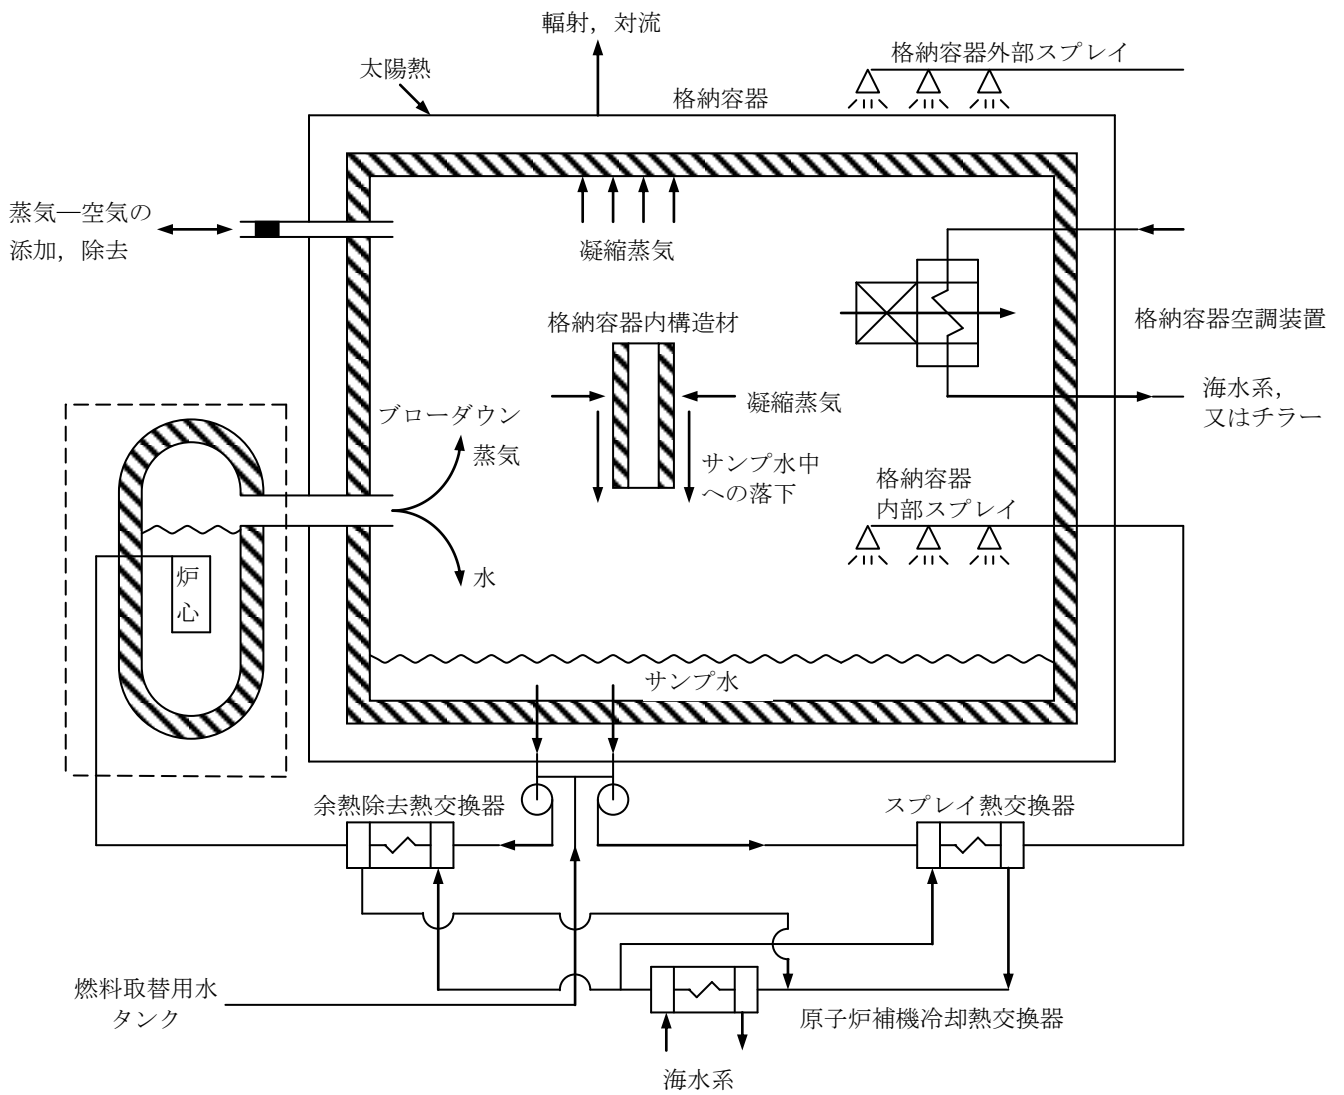 輻射，対流
格納容器外部スプレイ
太陽熱
格納容器
蒸気―空気の
添加，除去
凝縮蒸気
格納容器内構造材
格納容器空調装置
海水系，
又はチラー
ブローダウン
蒸気
凝縮蒸気
サンプ水中
への落下
格納容器
内部スプレイ
水
炉
心
サンプ水
余熱除去熱交換器
スプレイ熱交換器
燃料取替用水
タンク
原子炉補機冷却熱交換器
海水系